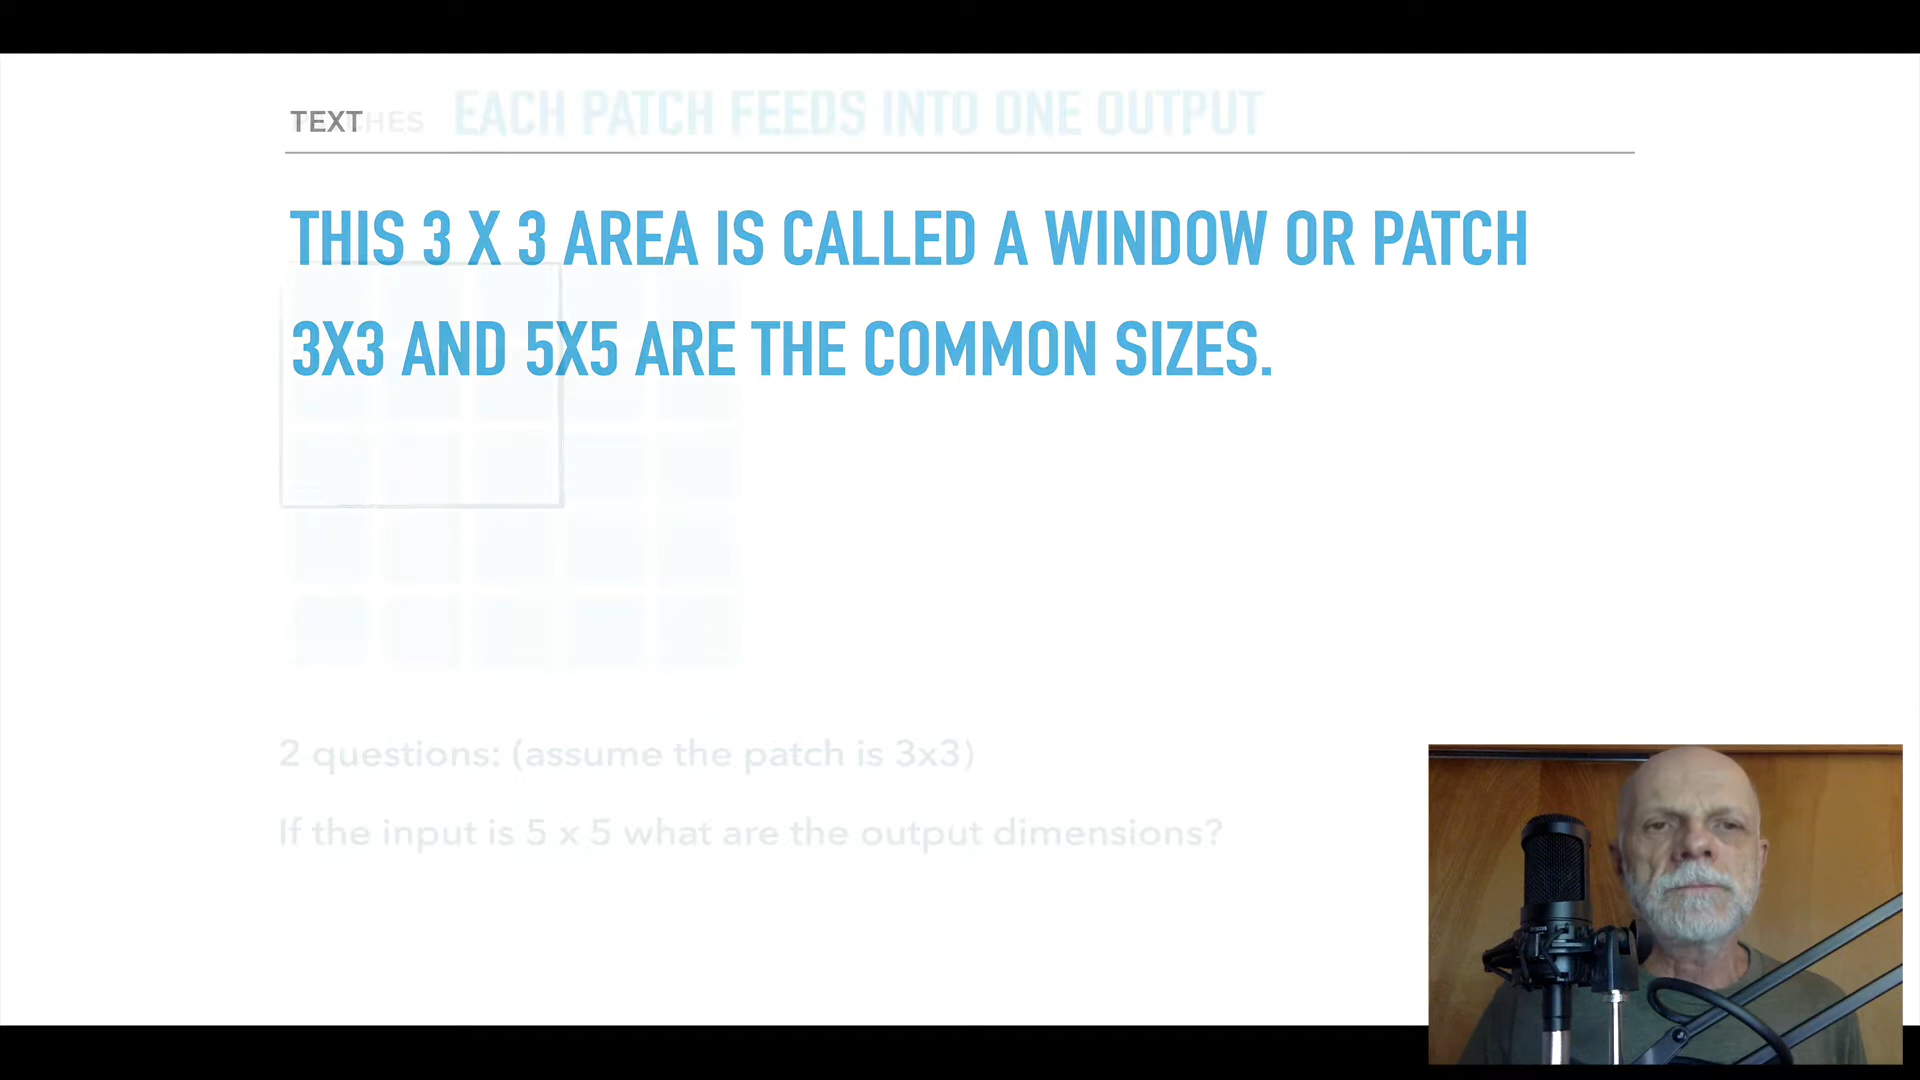 TEXT
PATCHES
EACH PATCH FEEDS INTO ONE OUTPUT
THIS 3 X 3 AREA IS CALLED A WINDOW OR PATCH
3X3 AND 5X5 ARE THE COMMON SIZES.
2 questions: (assume the patch is 3x3)
If the input is 5 x 5 what are the output dimensions?